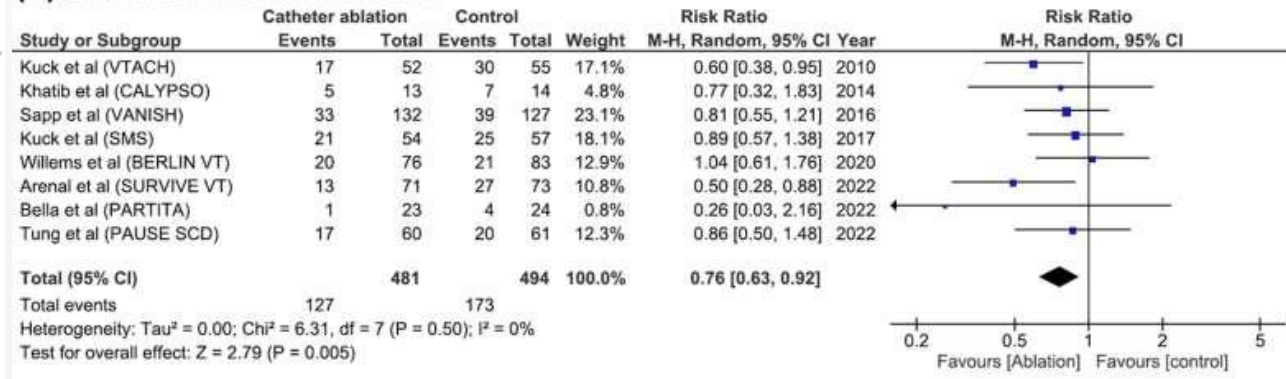 Catheter ablation Control Risk Ratio Risk Ratio
Study or Subgroup Events Total Events Total Weight M-H, Random, 95% CI Year M-H, Random, 95% CI
Kuck et al (VTACH) 17 52 30 55 17.1% 0.60 [0.38, 0.95] 2010
Khatib et al (CALYPSO) 5 13 7 14 4.8% 0.77 [0.32, 1.83] 2014
Sapp et al (VANISH) 33 132 39 127 23.1% 0.81 [0.55, 1.21] 2016
Kuck et al (SMS) 21 54 25 57 18.1% 0.89 [0.57, 1.38] 2017
Willems et al (BERLIN VT) 20 76 21 83 12.9% 1.04 [0.61, 1.76] 2020
Arenal et al (SURVIVE VT) 13 71 27 73 10.8% 0.50 [0.28, 0.88] 2022
Bella et al (PARTITA) 1 23 4 24 0.8% 0.26 [0.03, 2.16] 2022
Tung et al (PAUSE SCD) 17 60 20 61 12.3% 0.86 [0.50, 1.48] 2022
Total (95% CI) 481 494 100.0% 0.76 [0.63, 0.92]
Total events 127 173
Heterogeneity: Tau² = 0.00; Chi² = 6.31, df = 7 (P = 0.50); I² = 0%
Test for overall effect: Z = 2.79 (P = 0.005)
0.2 0.5 1 2 5
Favours [Ablation] Favours [control]